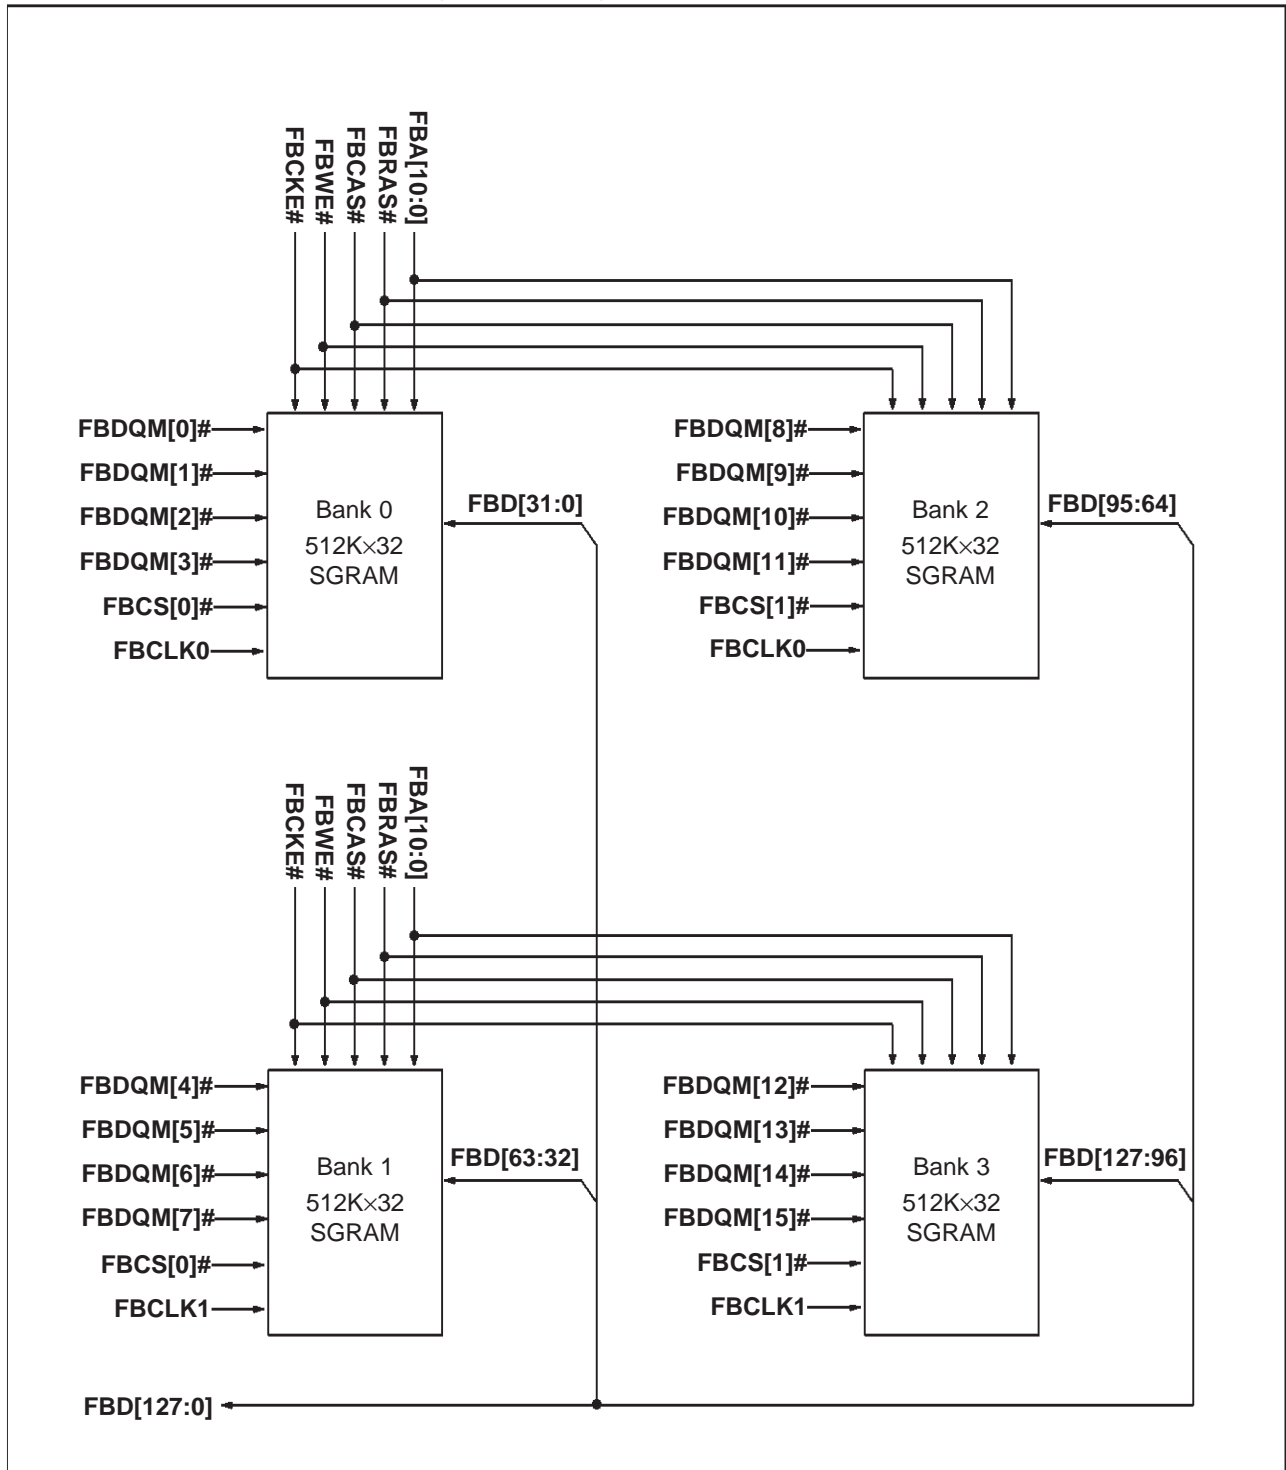 FBCKE#
FBWE#
FBCAS#
FBRAS#
FBA[10:0]
FBDQM[0]#
FBDQM[1]#
FBDQM[2]#
FBDQM[3]#
FBCS[0]#
FBCLK0
Bank 0
512K×32
SGRAM
FBD[31:0]
FBDQM[8]#
FBDQM[9]#
FBDQM[10]#
FBDQM[11]#
FBCS[1]#
FBCLK0
Bank 2
512K×32
SGRAM
FBD[95:64]
FBCKE#
FBWE#
FBCAS#
FBRAS#
FBA[10:0]
FBDQM[4]#
FBDQM[5]#
FBDQM[6]#
FBDQM[7]#
FBCS[0]#
FBCLK1
Bank 1
512K×32
SGRAM
FBD[63:32]
FBDQM[12]#
FBDQM[13]#
FBDQM[14]#
FBDQM[15]#
FBCS[1]#
FBCLK1
Bank 3
512K×32
SGRAM
FBD[127:96]
FBD[127:0]